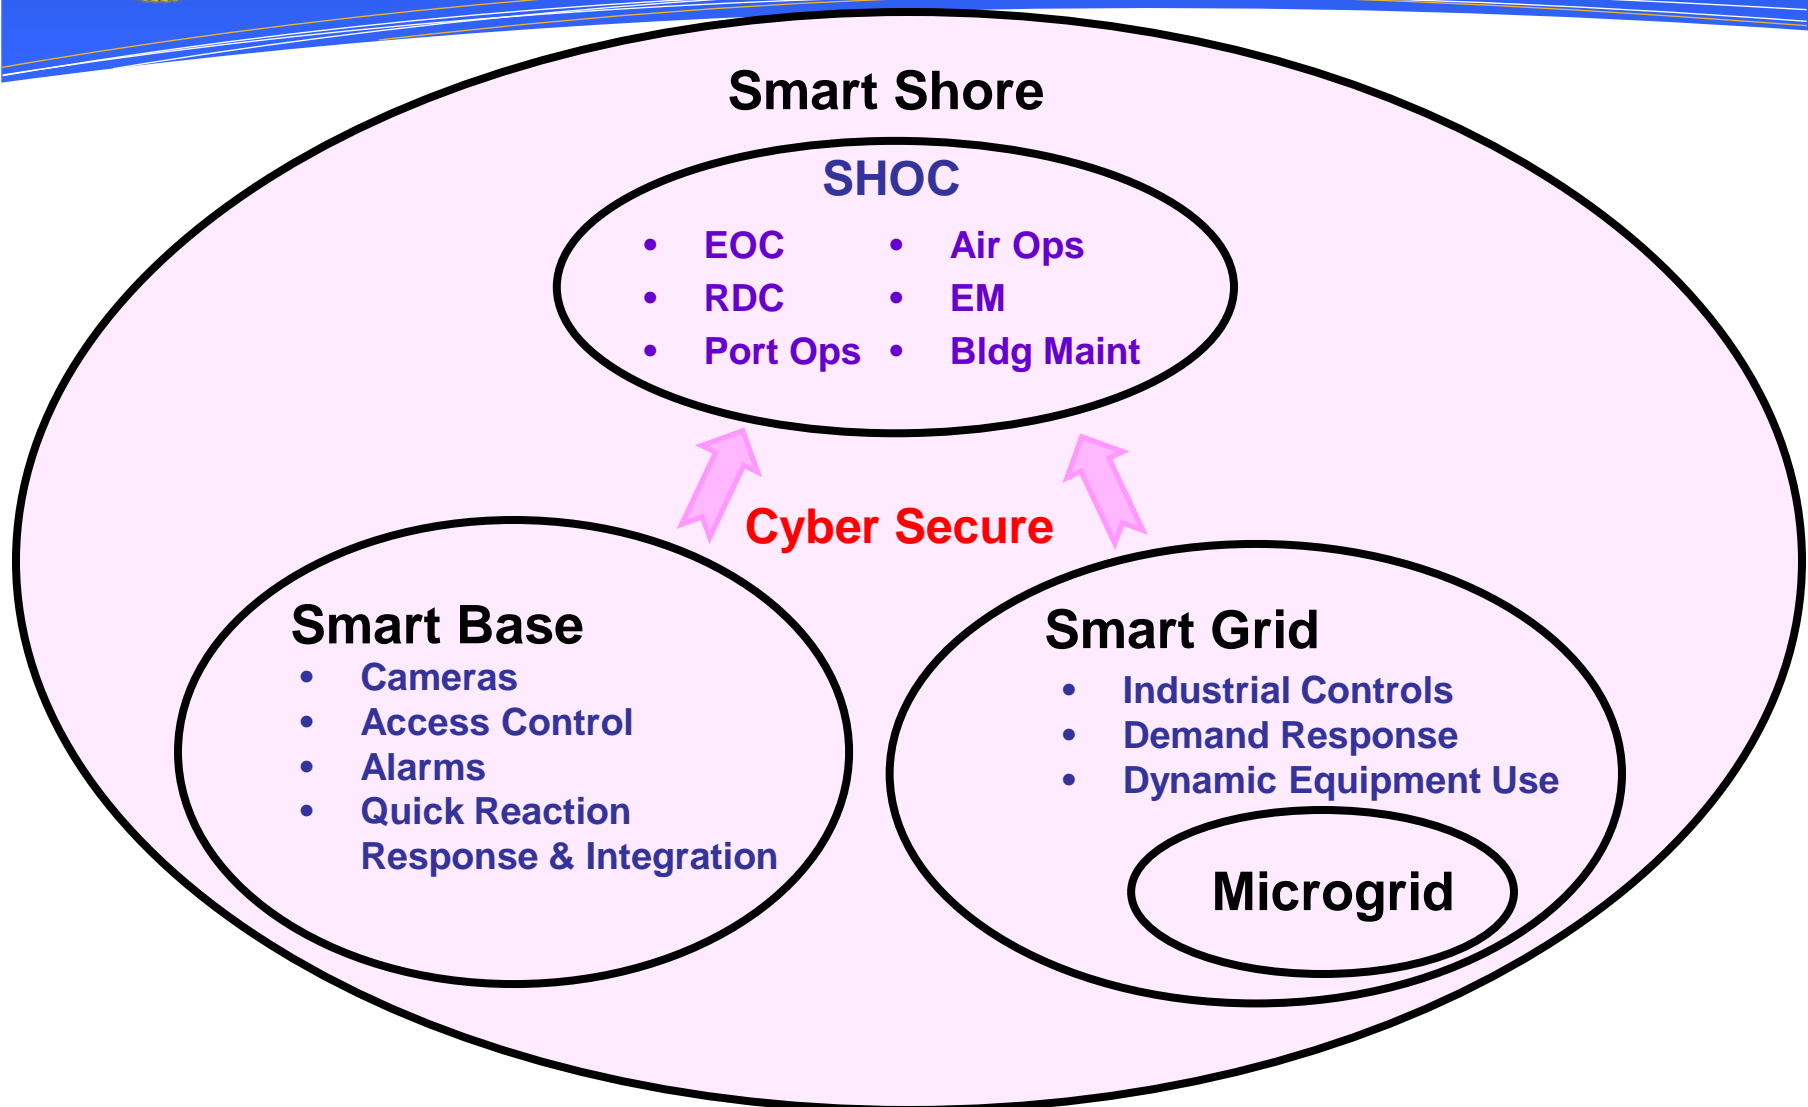 Smart Shore
SHOC
• EOC • Air Ops
• RDC • EM
• Port Ops • Bldg Maint
Cyber Secure
Smart Base
• Cameras
• Access Control
• Alarms
• Quick Reaction
Response & Integration
Smart Grid
• Industrial Controls
• Demand Response
• Dynamic Equipment Use
Microgrid